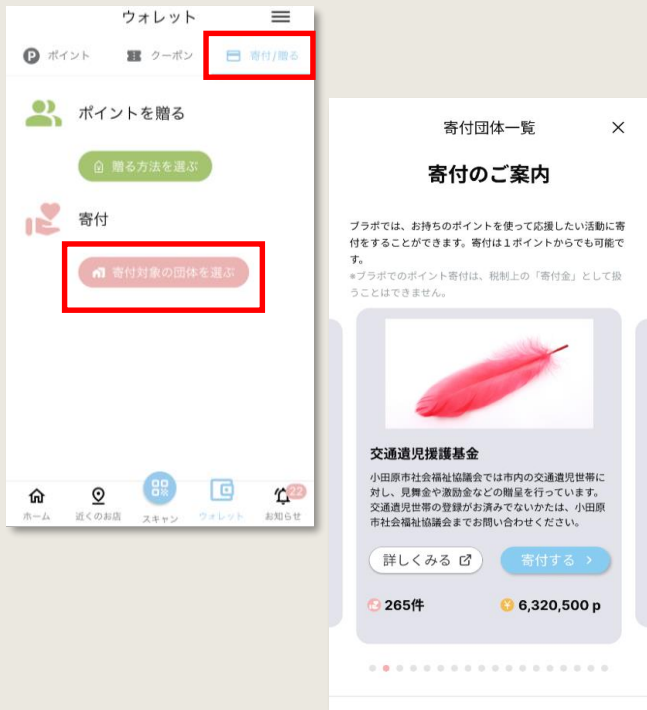 ウォレット
P ポイント
クーポン
寄付/贈る
ポイントを贈る
贈る方法を選ぶ
寄付
寄付対象の団体を選ぶ
ホーム
近くのお店
スキャン
ウォレット
22
お知らせ
寄付団体一覧
寄付のご案内
ブラボでは、お持ちのポイントを使って応援したい活動に寄
付をすることができます。寄付は１ポイントからでも可能で
す。
*ブラボでのポイント寄付は、税制上の「寄付金」として扱
うことはできません。
交通遺児援護基金
小田原市社会福祉協議会では市内の交通遺児世帯に
対し、見舞金や激励金などの贈呈を行っています。
交通遺児世帯の登録がお済みでないかたは、小田原
市社会福祉協議会までお問い合わせください。
詳しくみる
寄付する
265件
6,320,500 p